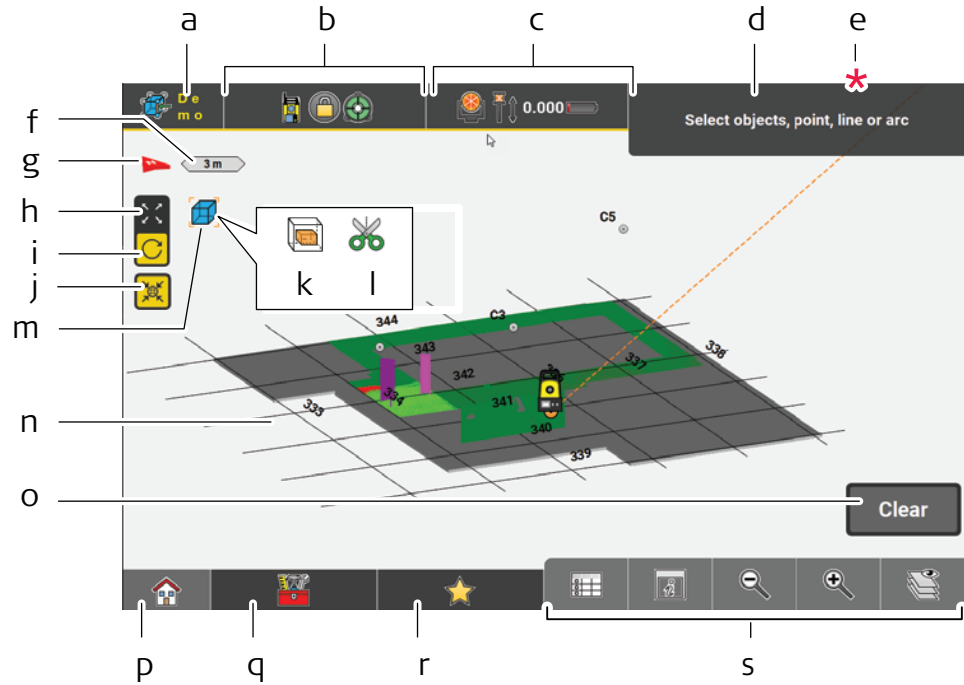 a b c d e
De
mo
0.000
Select objects, point, line or arc
f
g
3 m
h
i
j
k l
m
C5
344
C3
343
342
338
337
334
333
341
340
339
n
o
Clear
p q r s